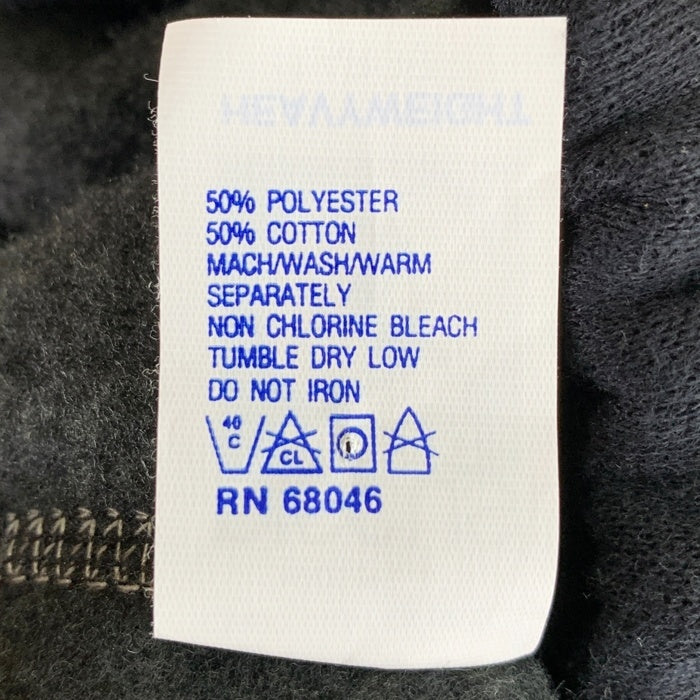 HEAVYWEIGHT
50% POLYESTER
50% COTTON
MACH/WASH/WARM
SEPARATELY
NON CHLORINE BLEACH
TUMBLE DRY LOW
DO NOT IRON
40
C
CL
RN 68046